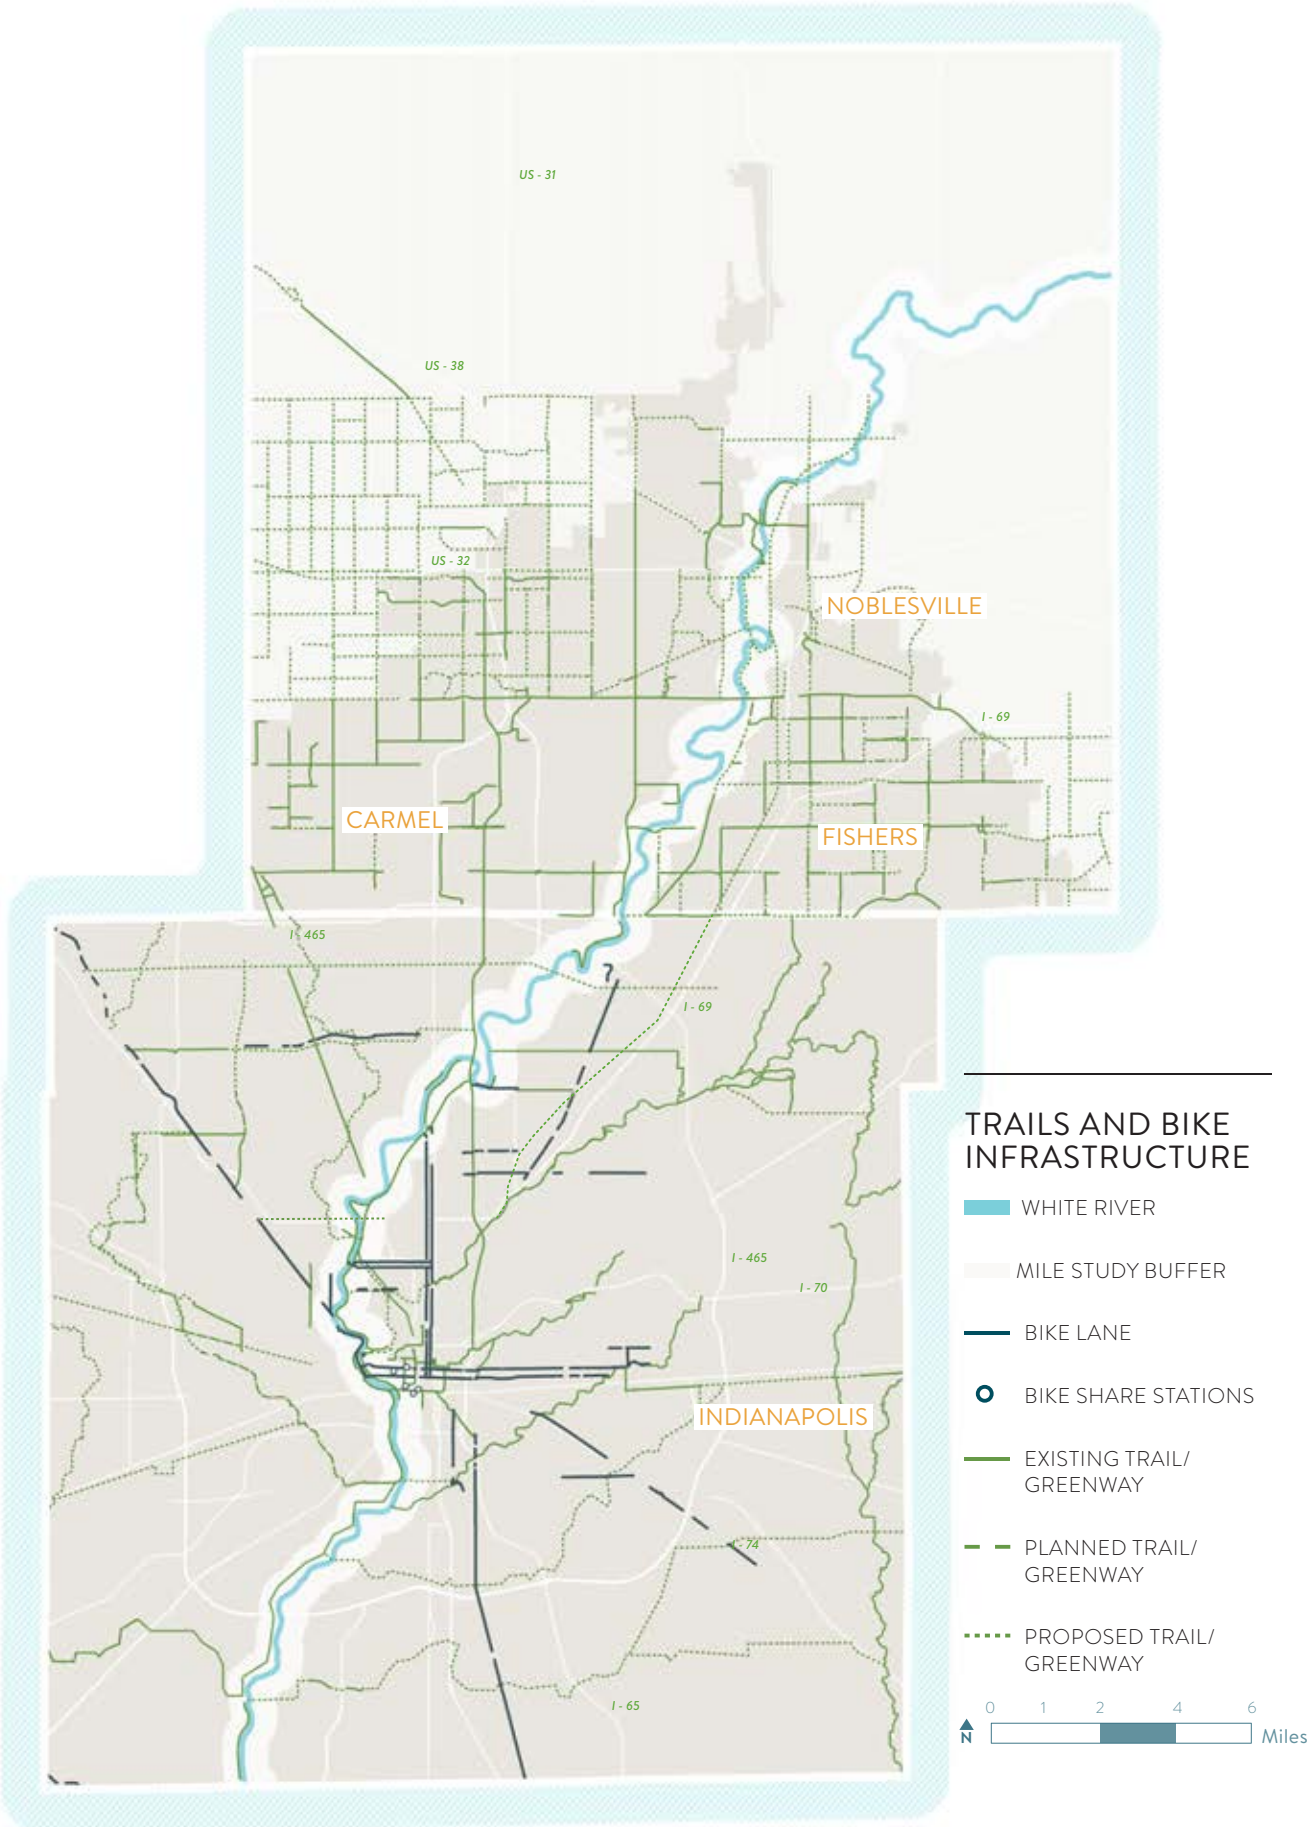 US - 31
US - 38
US - 32
NOBLESVILLE
I - 69
CARMEL
FISHERS
I - 465
I - 69
I - 465
I - 70
INDIANAPOLIS
I - 74
I - 65
TRAILS AND BIKE
INFRASTRUCTURE
WHITE RIVER
MILE STUDY BUFFER
BIKE LANE
BIKE SHARE STATIONS
EXISTING TRAIL/
GREENWAY
PLANNED TRAIL/
GREENWAY
PROPOSED TRAIL/
GREENWAY
0 1 2 4 6
N
Miles